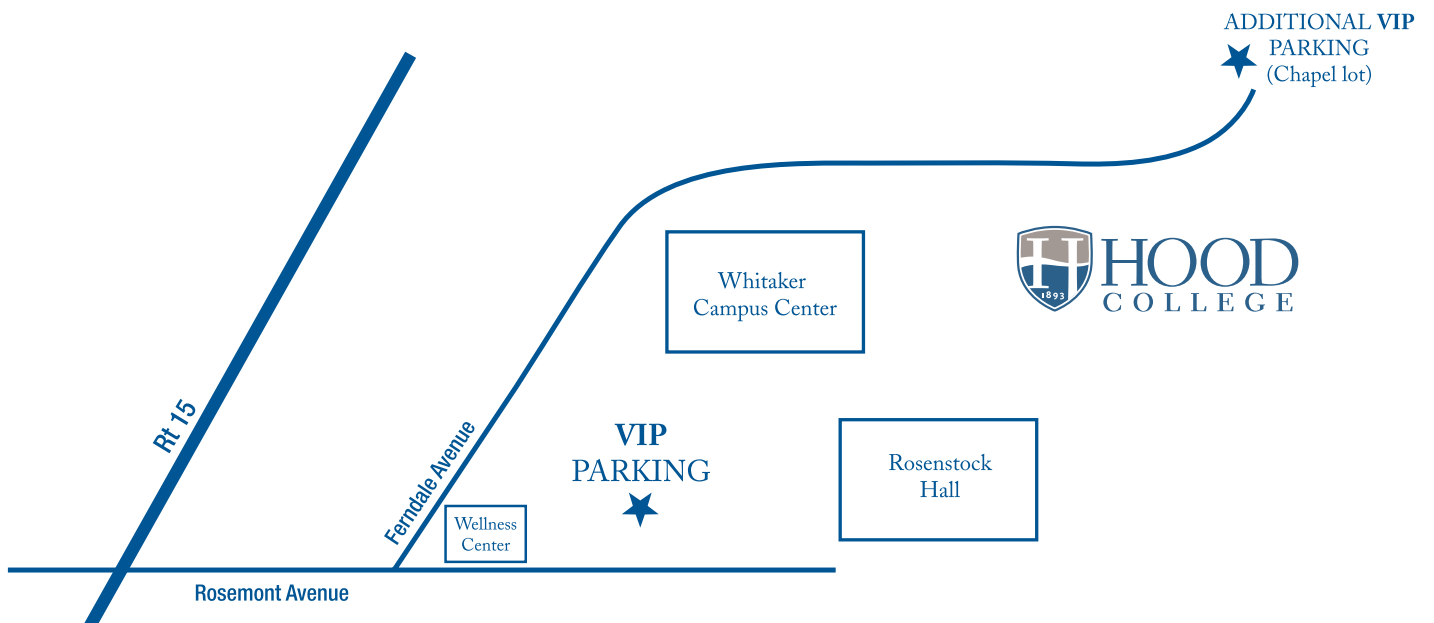 ADDITIONAL VIP
PARKING
(Chapel lot)
HOOD
COLLEGE
1893
Whitaker
Campus Center
Rt 15
Ferndale Avenue
VIP
PARKING
Rosenstock
Hall
Wellness
Center
Rosemont Avenue